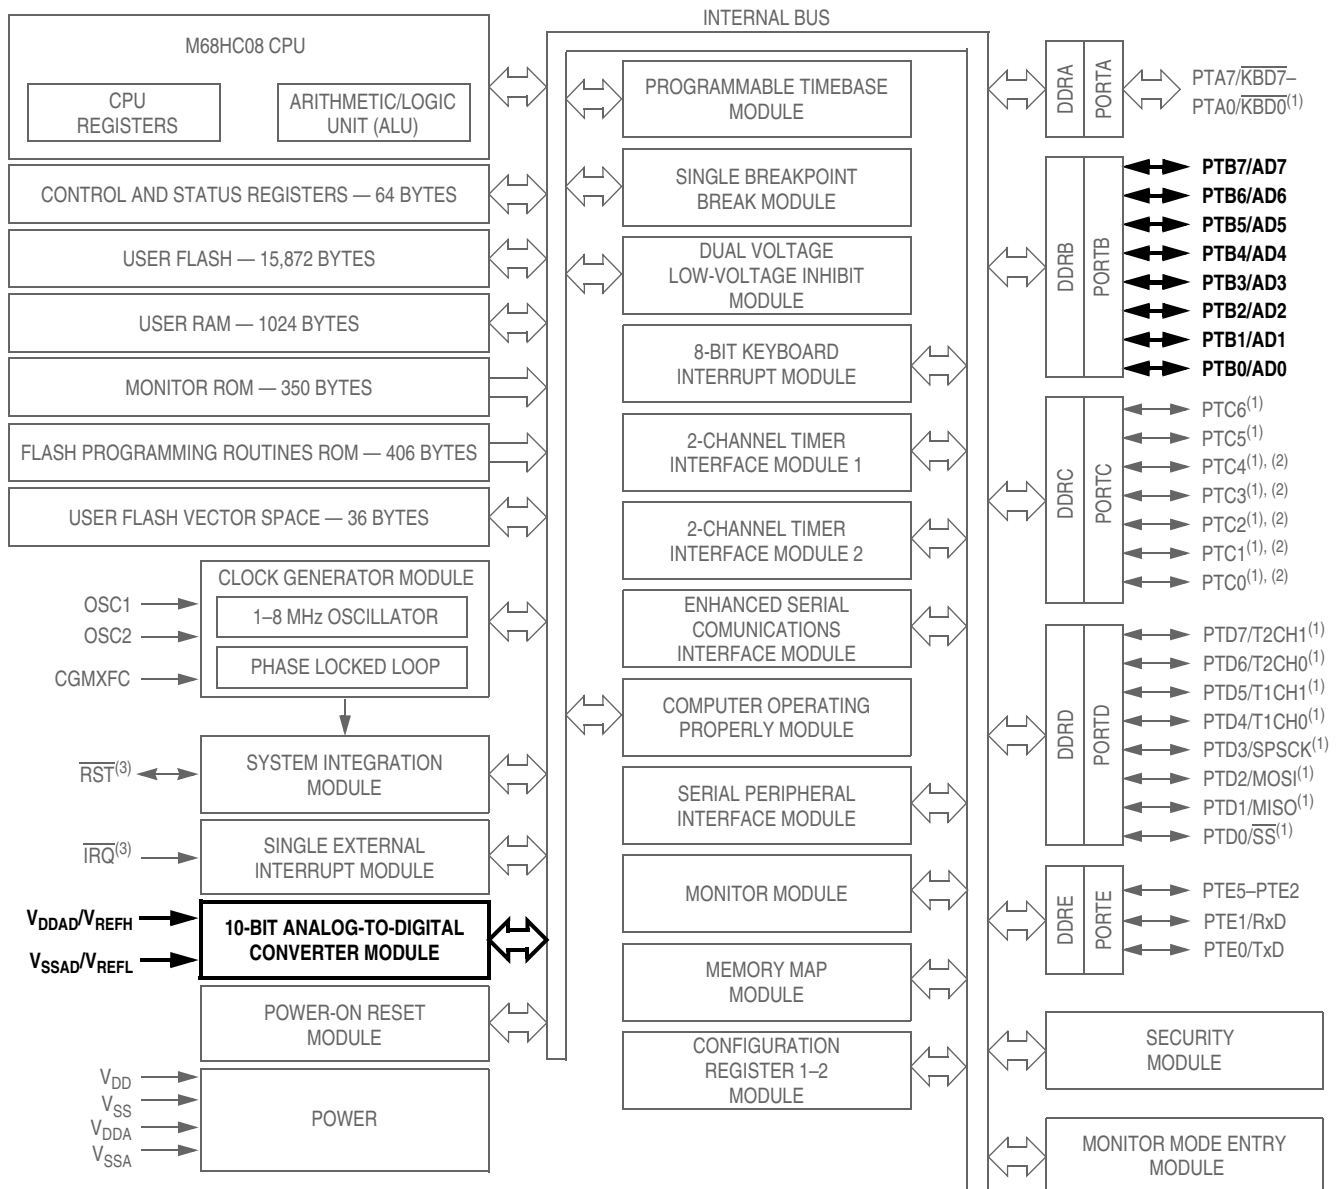 INTERNAL BUS
M68HC08 CPU
CPU
REGISTERS
ARITHMETIC/LOGIC
UNIT (ALU)
CONTROL AND STATUS REGISTERS — 64 BYTES
USER FLASH — 15,872 BYTES
USER RAM — 1024 BYTES
MONITOR ROM — 350 BYTES
FLASH PROGRAMMING ROUTINES ROM — 406 BYTES
USER FLASH VECTOR SPACE — 36 BYTES
CLOCK GENERATOR MODULE
1–8 MHz OSCILLATOR
PHASE LOCKED LOOP
OSC1
OSC2
CGMXFC
SYSTEM INTEGRATION
MODULE
RST(3)
SINGLE EXTERNAL
INTERRUPT MODULE
IRQ(3)
10-BIT ANALOG-TO-DIGITAL
CONVERTER MODULE
VDDAD/VREFH
VSSAD/VREFL
POWER-ON RESET
MODULE
POWER
VDD
VSS
VDDA
VSSA
PROGRAMMABLE TIMEBASE
MODULE
SINGLE BREAKPOINT
BREAK MODULE
DUAL VOLTAGE
LOW-VOLTAGE INHIBIT
MODULE
8-BIT KEYBOARD
INTERRUPT MODULE
2-CHANNEL TIMER
INTERFACE MODULE 1
2-CHANNEL TIMER
INTERFACE MODULE 2
ENHANCED SERIAL
COMUNICATIONS
INTERFACE MODULE
COMPUTER OPERATING
PROPERLY MODULE
SERIAL PERIPHERAL
INTERFACE MODULE
MONITOR MODULE
MEMORY MAP
MODULE
CONFIGURATION
REGISTER 1–2
MODULE
DDRA
PORTA
PTA7/KBD7–
PTA0/KBD0(1)
DDRB
PORTB
PTB7/AD7
PTB6/AD6
PTB5/AD5
PTB4/AD4
PTB3/AD3
PTB2/AD2
PTB1/AD1
PTB0/AD0
DDRC
PORTC
PTC6(1)
PTC5(1)
PTC4(1), (2)
PTC3(1), (2)
PTC2(1), (2)
PTC1(1), (2)
PTC0(1), (2)
DDRD
PORTD
PTD7/T2CH1(1)
PTD6/T2CH0(1)
PTD5/T1CH1(1)
PTD4/T1CH0(1)
PTD3/SPSCK(1)
PTD2/MOSI(1)
PTD1/MISO(1)
PTD0/SS(1)
DDRE
PORTE
PTE5–PTE2
PTE1/RxD
PTE0/TxD
SECURITY
MODULE
MONITOR MODE ENTRY
MODULE